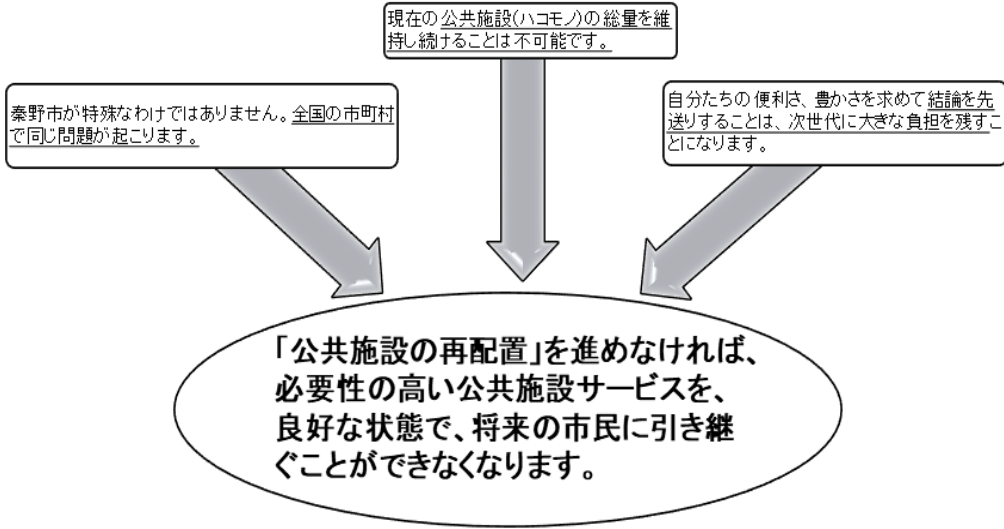 現在の公共施設(ハコモノ)の総量を維
持し続けることは不可能です。
秦野市が特殊なわけではありません。全国の市町村
で同じ問題が起こります。
自分たちの便利さ、豊かさを求めて結論を先
送りすることは、次世代に大きな負担を残すこ
とになります。
「公共施設の再配置」を進めなければ、
必要性の高い公共施設サービスを、
良好な状態で、将来の市民に引き継
ぐことができなくなります。